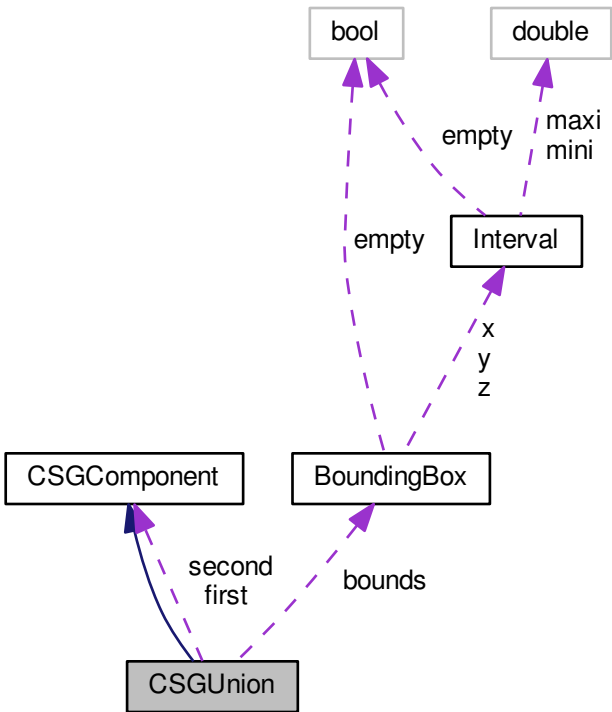 bool
double
maxi
mini
empty
empty
Interval
x
y
z
CSGComponent
BoundingBox
second
first
bounds
CSGUnion